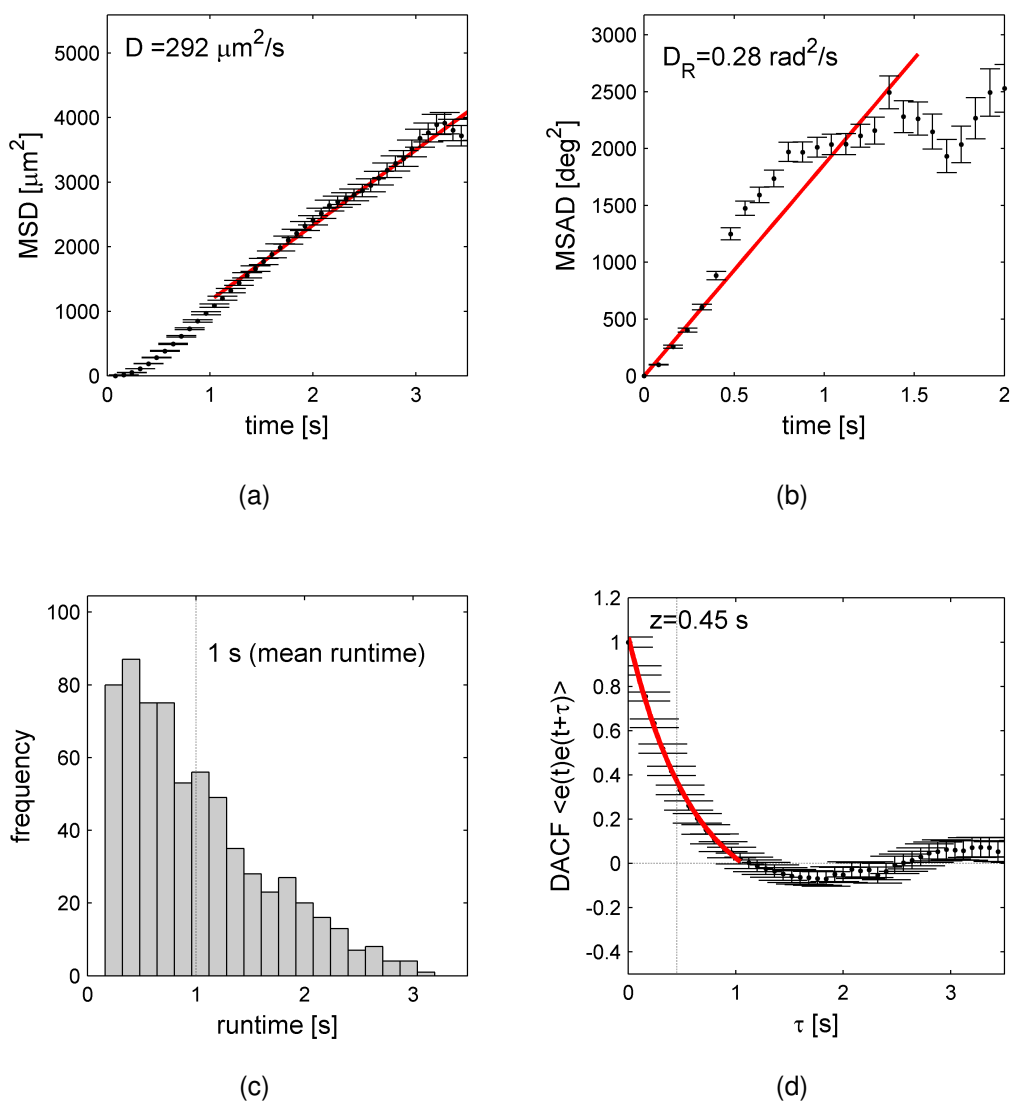 D =292 μm²/s
MSD [μm²]
5000
4000
3000
2000
1000
0
0 1 2 3
time [s]
(a)
D_R=0.28 rad²/s
MSAD [deg²]
3000
2500
2000
1500
1000
500
0
0 0.5 1 1.5 2
time [s]
(b)
1 s (mean runtime)
frequency
100
80
60
40
20
0
0 1 2 3
runtime [s]
(c)
z=0.45 s
DACF <e(t)e(t+τ)>
1.2
1
0.8
0.6
0.4
0.2
0
-0.2
-0.4
0 1 2 3
τ [s]
(d)